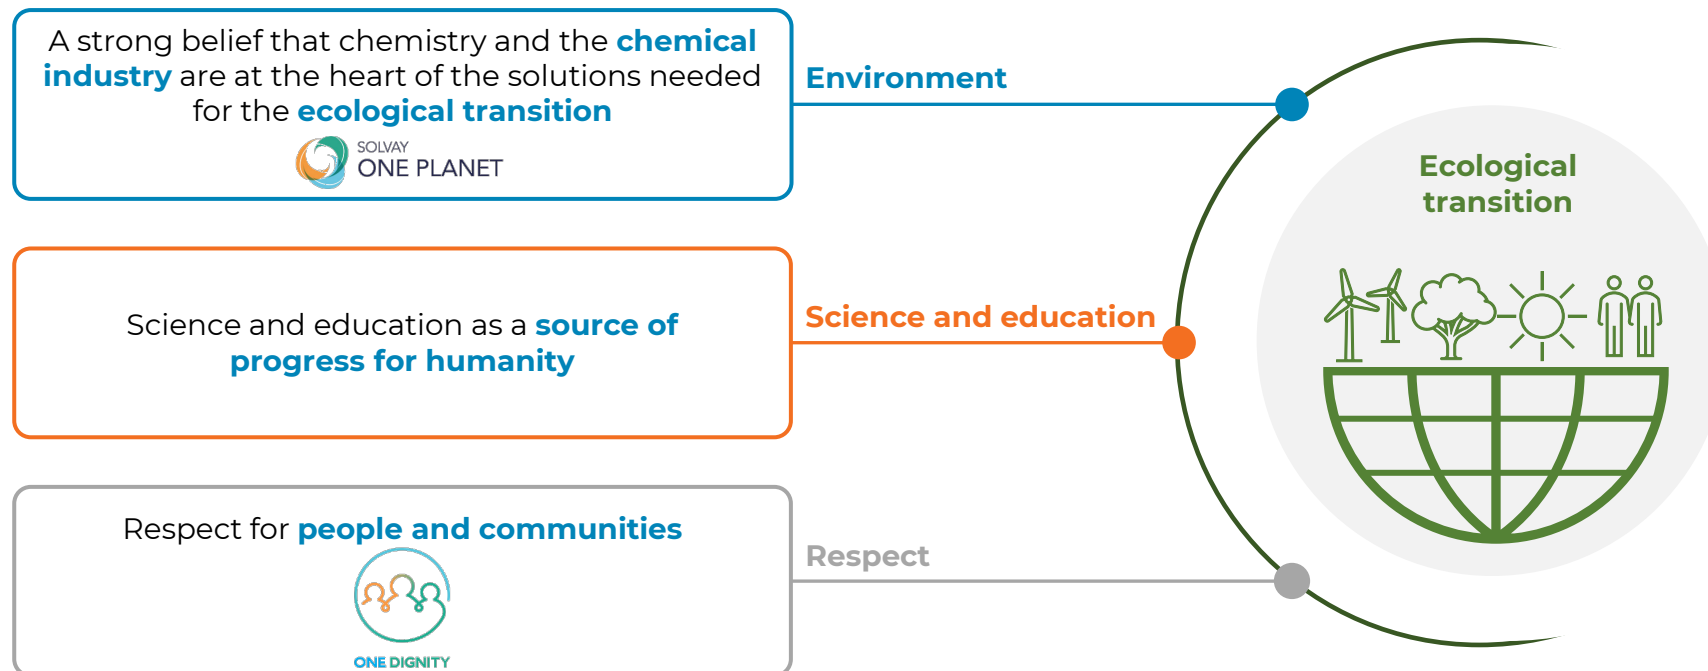 A strong belief that chemistry and the chemical
industry are at the heart of the solutions needed
for the ecological transition
SOLVAY
ONE PLANET
Environment
Ecological
transition
Science and education as a source of
progress for humanity
Science and education
Respect for people and communities
ONE DIGNITY
Respect